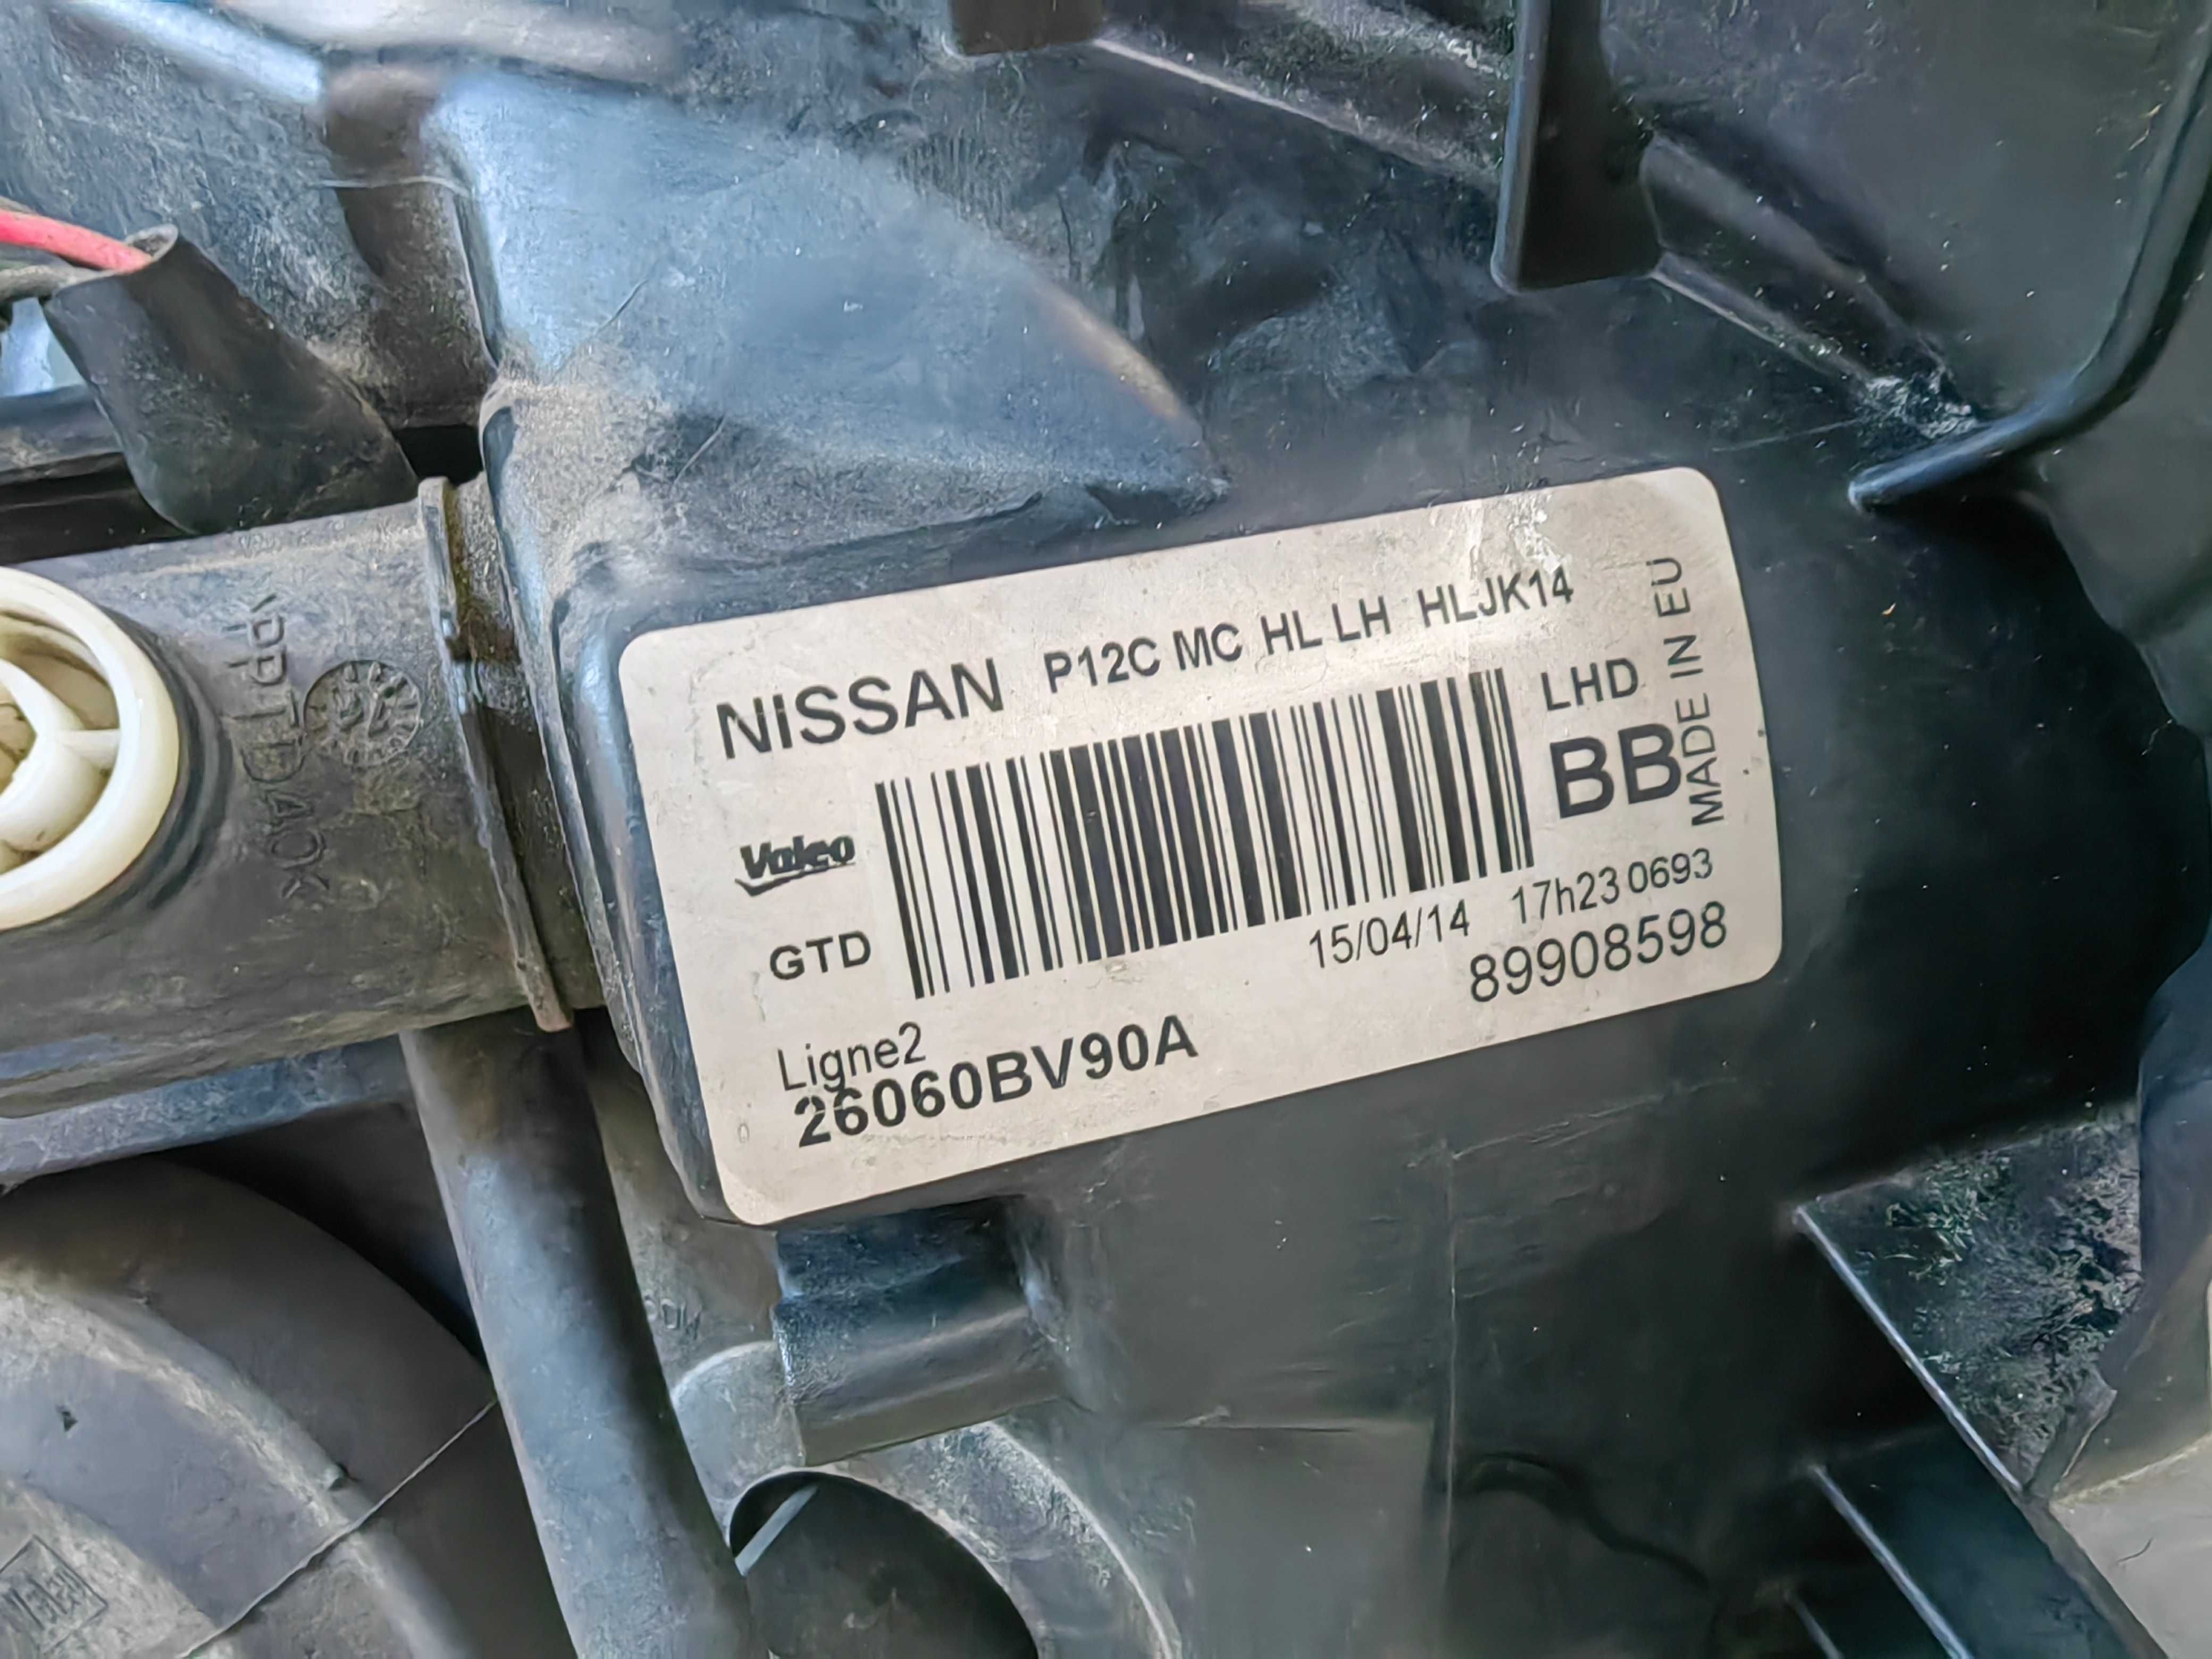 NISSAN P12C MC HL LH HLJK14
LHD
BB
MADE IN EU
Valeo
GTD
15/04/14 17h23 0693
89908598
Ligne2
26060BV90A